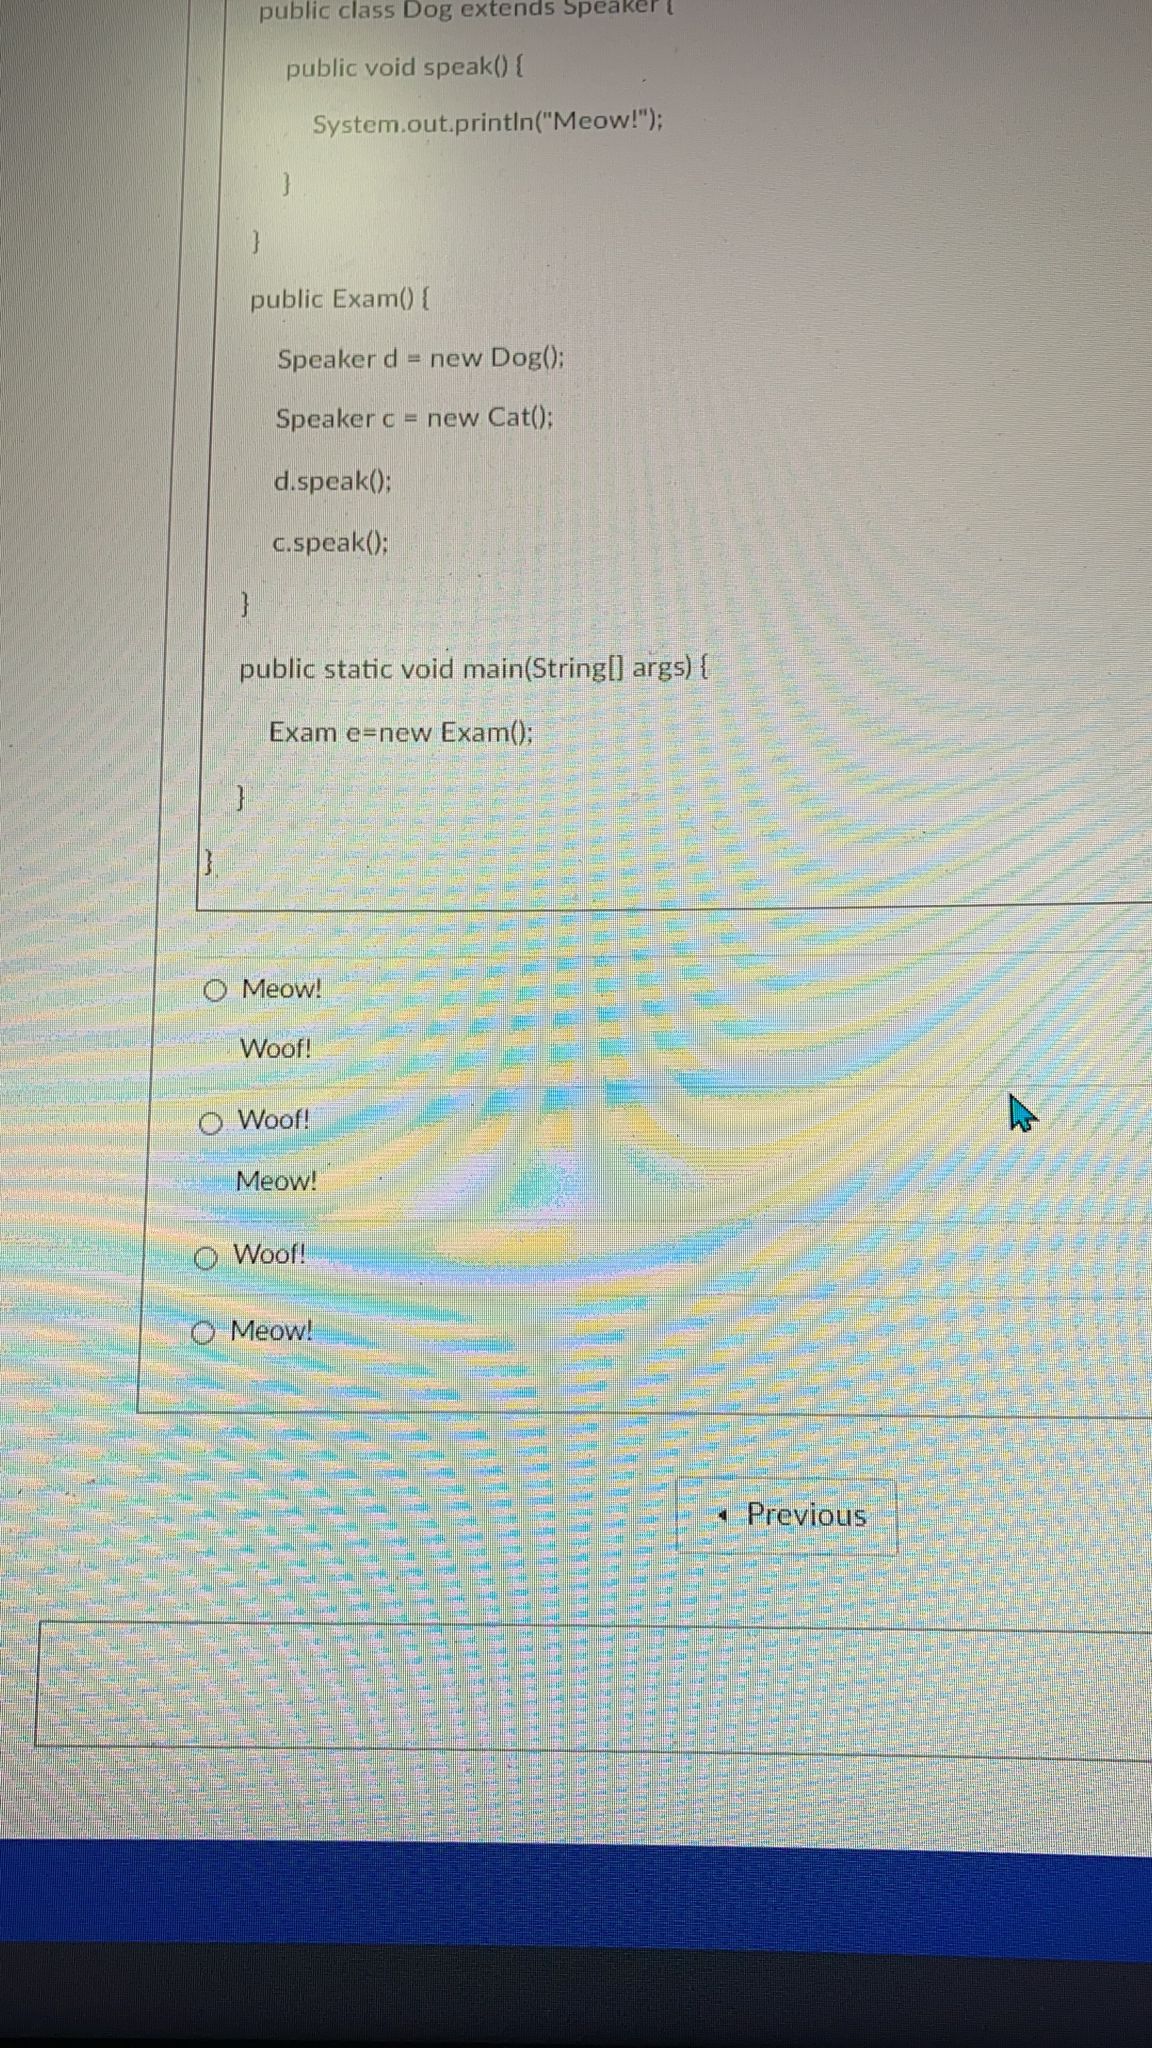 public class Dog extends Speaker {
public void speak() {
System.out.println("Meow!");
}
}
public Exam() {
Speaker d = new Dog();
Speaker c = new Cat();
d.speak();
c.speak();
}
public static void main(String[] args) {
Exam e=new Exam();
}
}
Meow!
Woof!
Woof!
Meow!
Woof!
Meow!
Previous